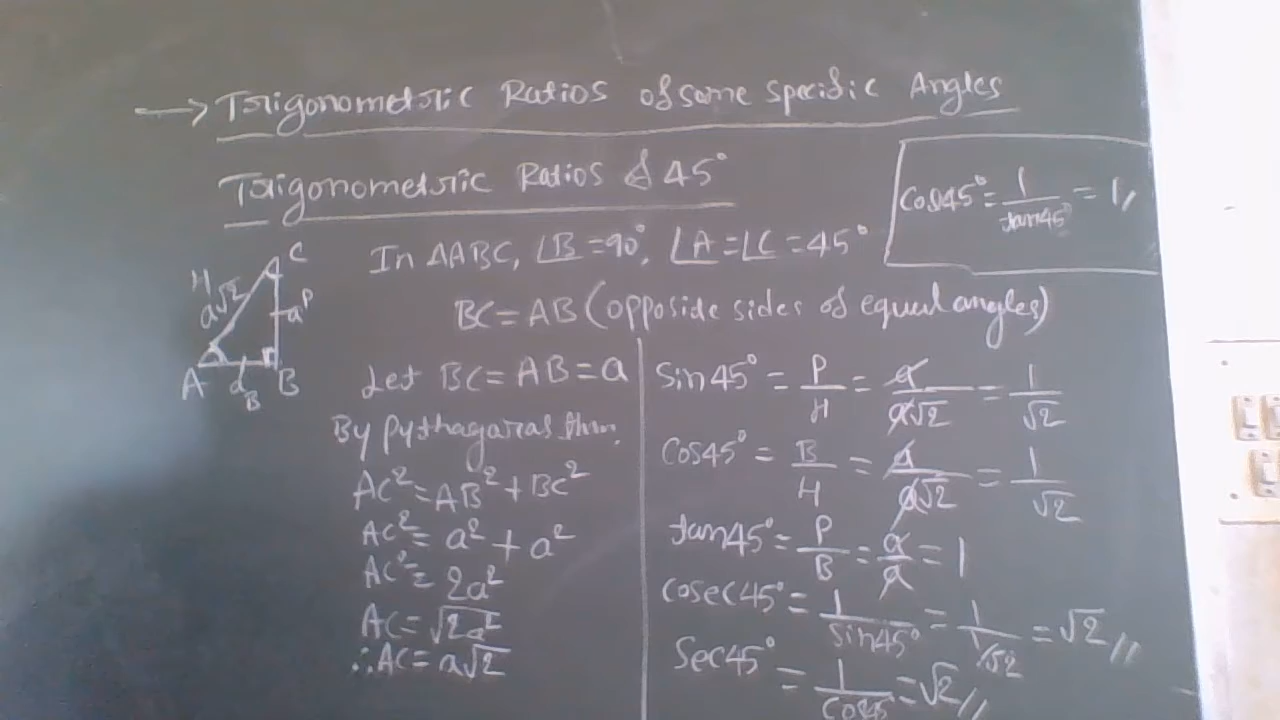 → Trigonometric Ratios of some specific Angles
Trigonometric Ratios of 45°
In ΔABC, ∠B = 90°, ∠A = ∠C = 45°
BC = AB (opposide sides of equal angles)
C
H
a√2
P
a
A
a
B
B
Let BC = AB = a
By pythagoras thm.
AC² = AB² + BC²
AC² = a² + a²
AC² = 2a²
AC = √2a²
∴ AC = a√2
Sin45° = P/H = a/a√2 = 1/√2
Cos45° = B/H = a/a√2 = 1/√2
tan45° = P/B = a/a = 1
Cosec45° = 1/Sin45° = 1/1/√2 = √2//
Sec45° = 1/Cos45 = √2//
= 1/tan45° = 1//